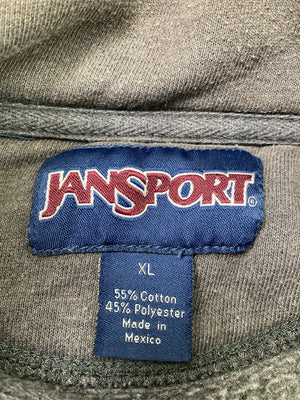 JANSPORT®
XL
55% Cotton
45% Polyester
Made in
Mexico